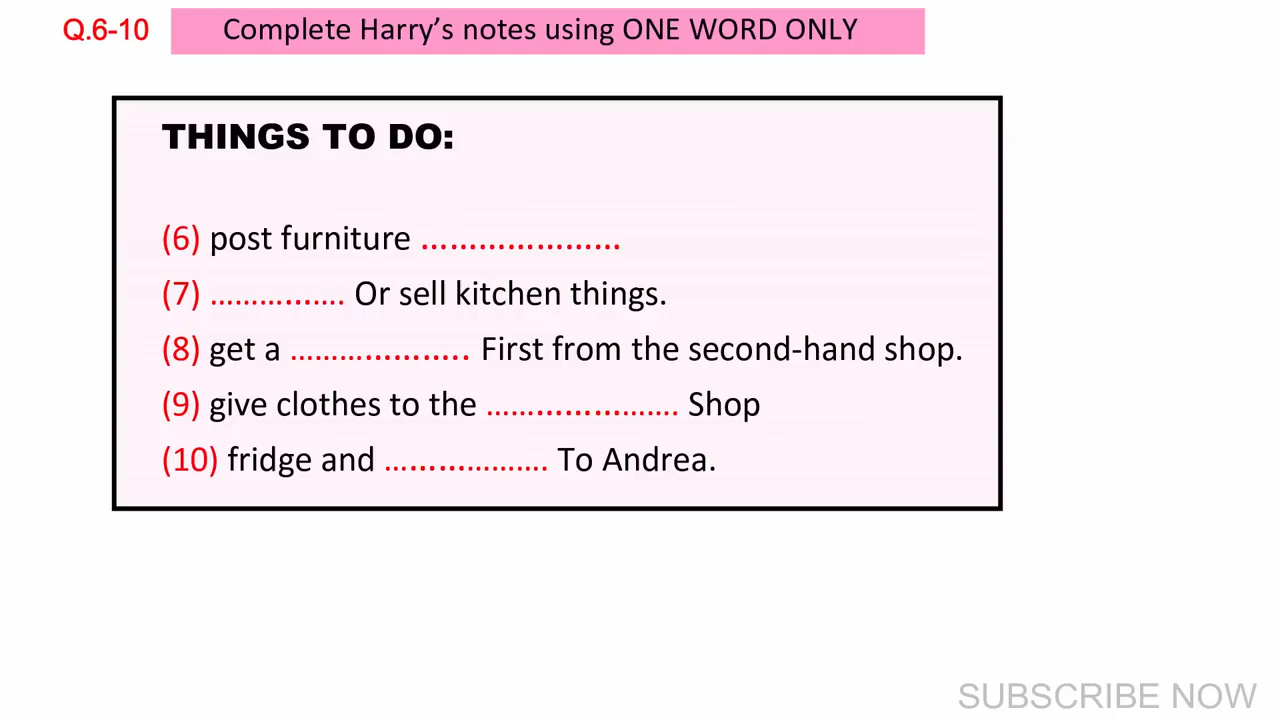 Q.6-10 Complete Harry's notes using ONE WORD ONLY
THINGS TO DO:
(6) post furniture .....................
(7) .............. Or sell kitchen things.
(8) get a ................... First from the second-hand shop.
(9) give clothes to the .................... Shop
(10) fridge and ................. To Andrea.
SUBSCRIBE NOW